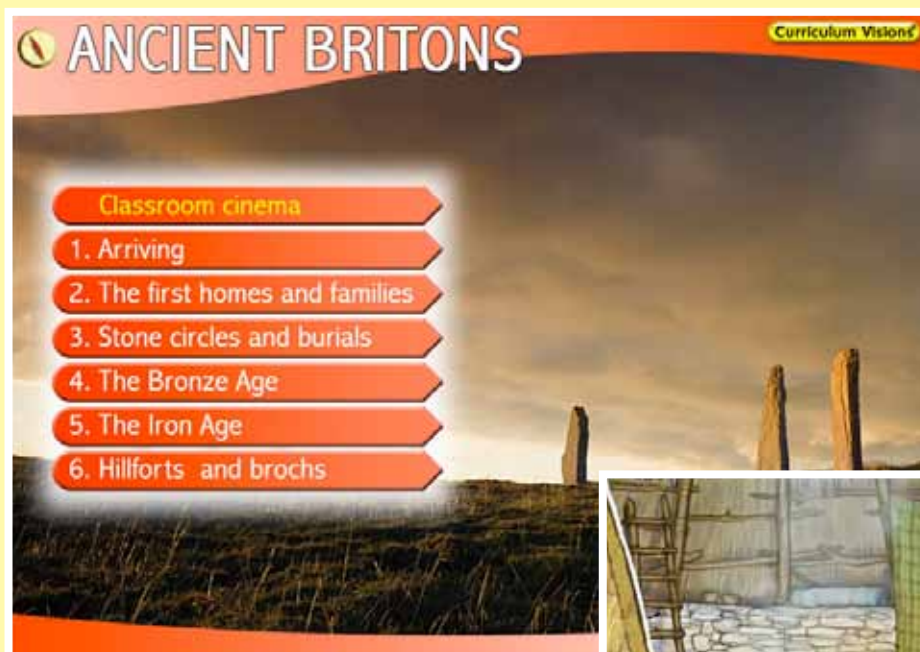 ANCIENT BRITONS
Curriculum Visions
Classroom cinema
1. Arriving
2. The first homes and families
3. Stone circles and burials
4. The Bronze Age
5. The Iron Age
6. Hillforts and brochs